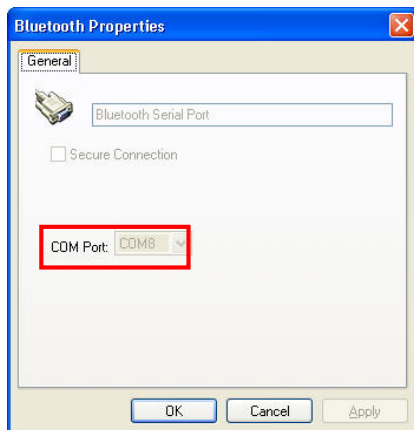 Bluetooth Properties
General
Bluetooth Serial Port
Secure Connection
COM Port: COM8
OK Cancel Apply